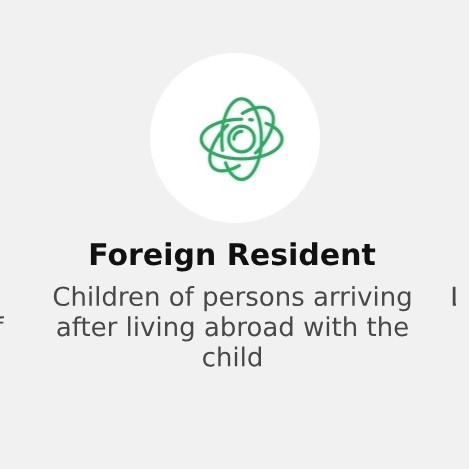 Foreign Resident
Children of persons arriving
after living abroad with the
child